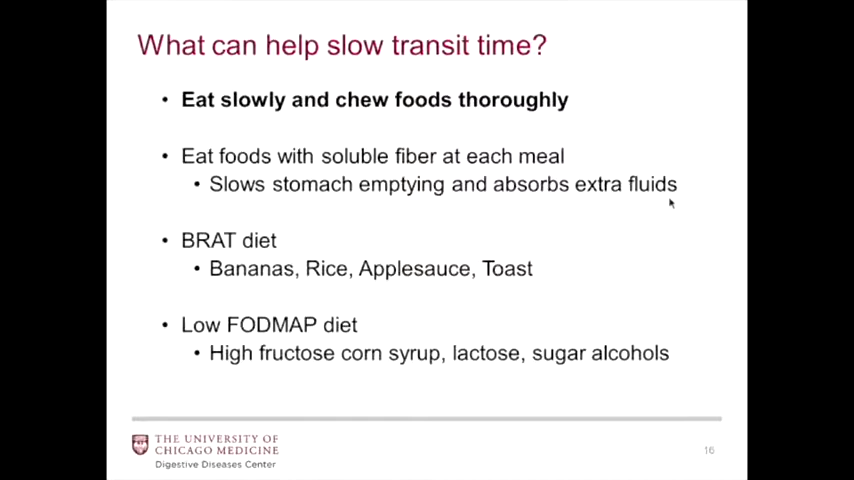 What can help slow transit time?
• Eat slowly and chew foods thoroughly
• Eat foods with soluble fiber at each meal
• Slows stomach emptying and absorbs extra fluids
• BRAT diet
• Bananas, Rice, Applesauce, Toast
• Low FODMAP diet
• High fructose corn syrup, lactose, sugar alcohols
THE UNIVERSITY OF
CHICAGO MEDICINE
Digestive Diseases Center
16